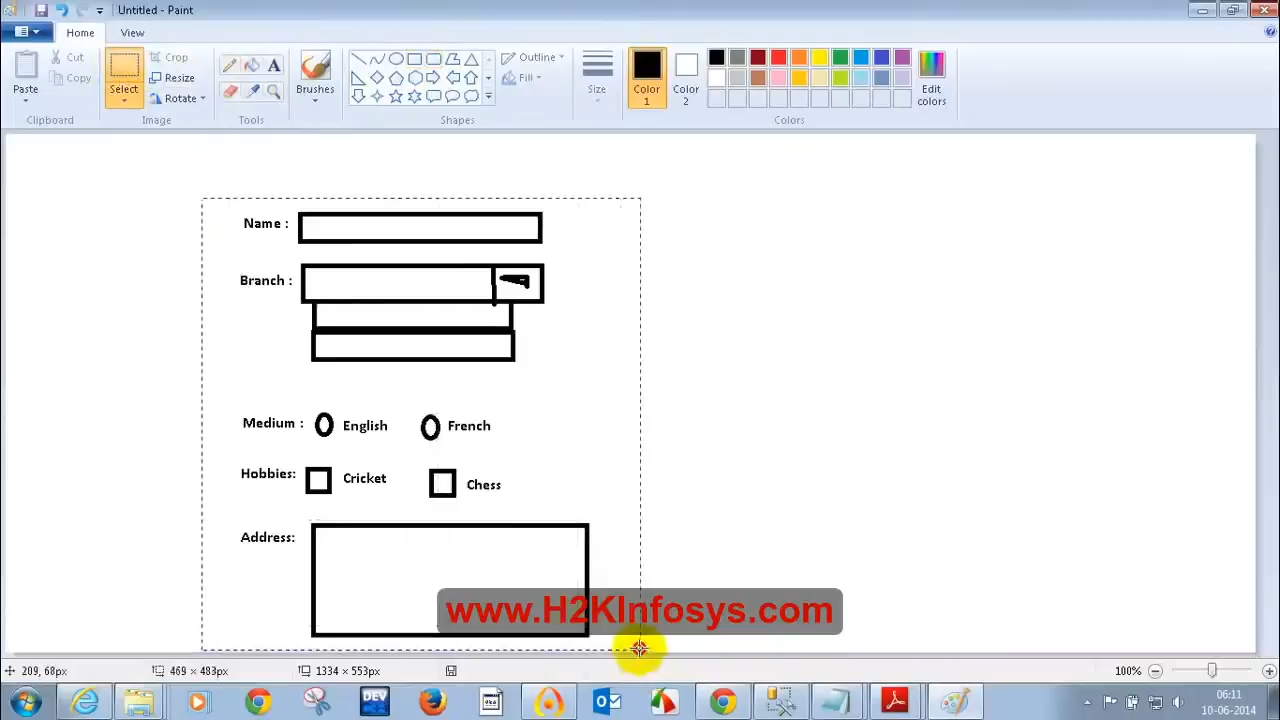 Untitled - Paint
Home
View
Paste
Cut
Copy
Clipboard
Select
Crop
Resize
Rotate
Image
Tools
Brushes
Shapes
Outline
Fill
Size
Color 1
Color 2
Colors
Edit colors
Name :
Branch :
Medium :
English
French
Hobbies:
Cricket
Chess
Address:
www.H2KInfosys.com
209, 68px
469 × 483px
1334 × 553px
100%
DEV
06:11
10-06-2014